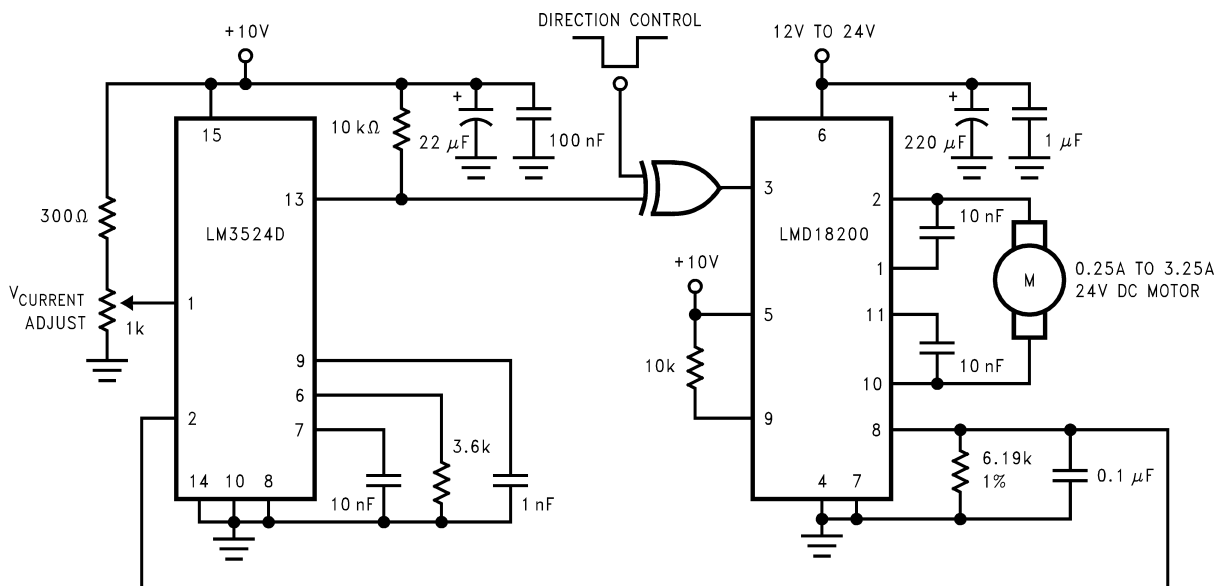 DIRECTION CONTROL
+10V
12V TO 24V
15
10 kΩ
+
22 μF
100 nF
6
+
220 μF
1 μF
13
300Ω
LM3524D
3
LMD18200
2
10 nF
1
+10V
M
0.25A TO 3.25A
24V DC MOTOR
VCURRENT
ADJUST
1k
1
5
11
10k
10 nF
9
6
7
10
2
3.6k
9
8
6.19k
1%
0.1 μF
14
10
8
10 nF
1 nF
4
7